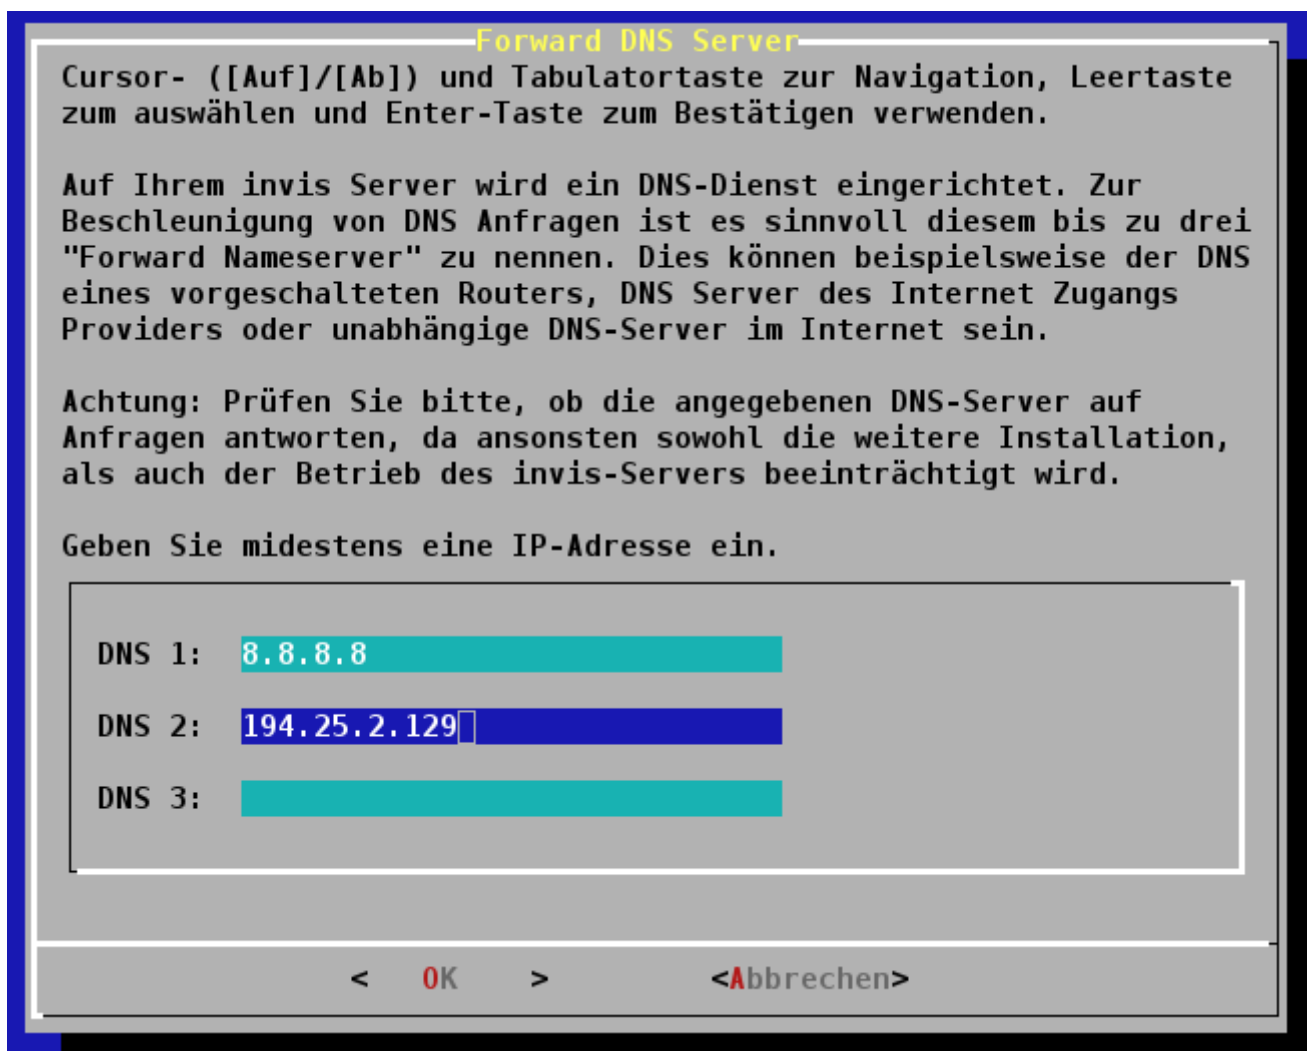 Forward DNS Server
Cursor- ([Auf]/[Ab]) und Tabulatortaste zur Navigation, Leertaste
zum auswählen und Enter-Taste zum Bestätigen verwenden.
Auf Ihrem invis Server wird ein DNS-Dienst eingerichtet. Zur
Beschleunigung von DNS Anfragen ist es sinnvoll diesem bis zu drei
"Forward Nameserver" zu nennen. Dies können beispielsweise der DNS
eines vorgeschalteten Routers, DNS Server des Internet Zugangs
Providers oder unabhängige DNS-Server im Internet sein.
Achtung: Prüfen Sie bitte, ob die angegebenen DNS-Server auf
Anfragen antworten, da ansonsten sowohl die weitere Installation,
als auch der Betrieb des invis-Servers beeinträchtigt wird.
Geben Sie midestens eine IP-Adresse ein.
DNS 1: 8.8.8.8
DNS 2: 194.25.2.129
DNS 3:
< OK > <Abbrechen>